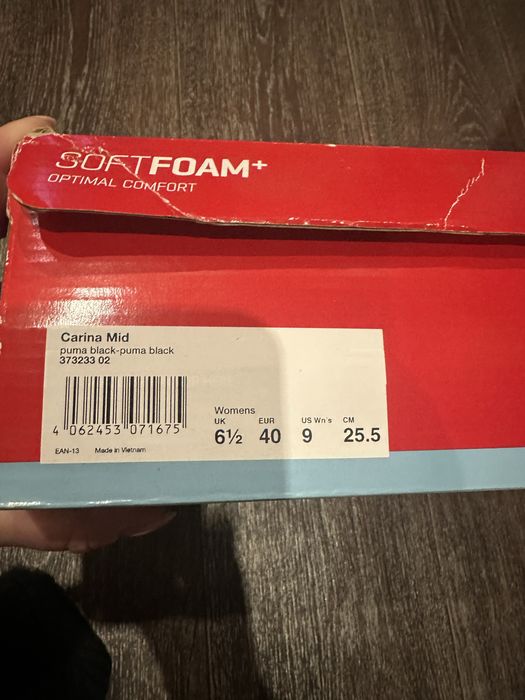 SOFTFOAM+
OPTIMAL COMFORT
Carina Mid
puma black-puma black
373233 02
4 062453 071675
EAN-13 Made in Vietnam
Womens
UK EUR US Wn's CM
6½ 40 9 25.5